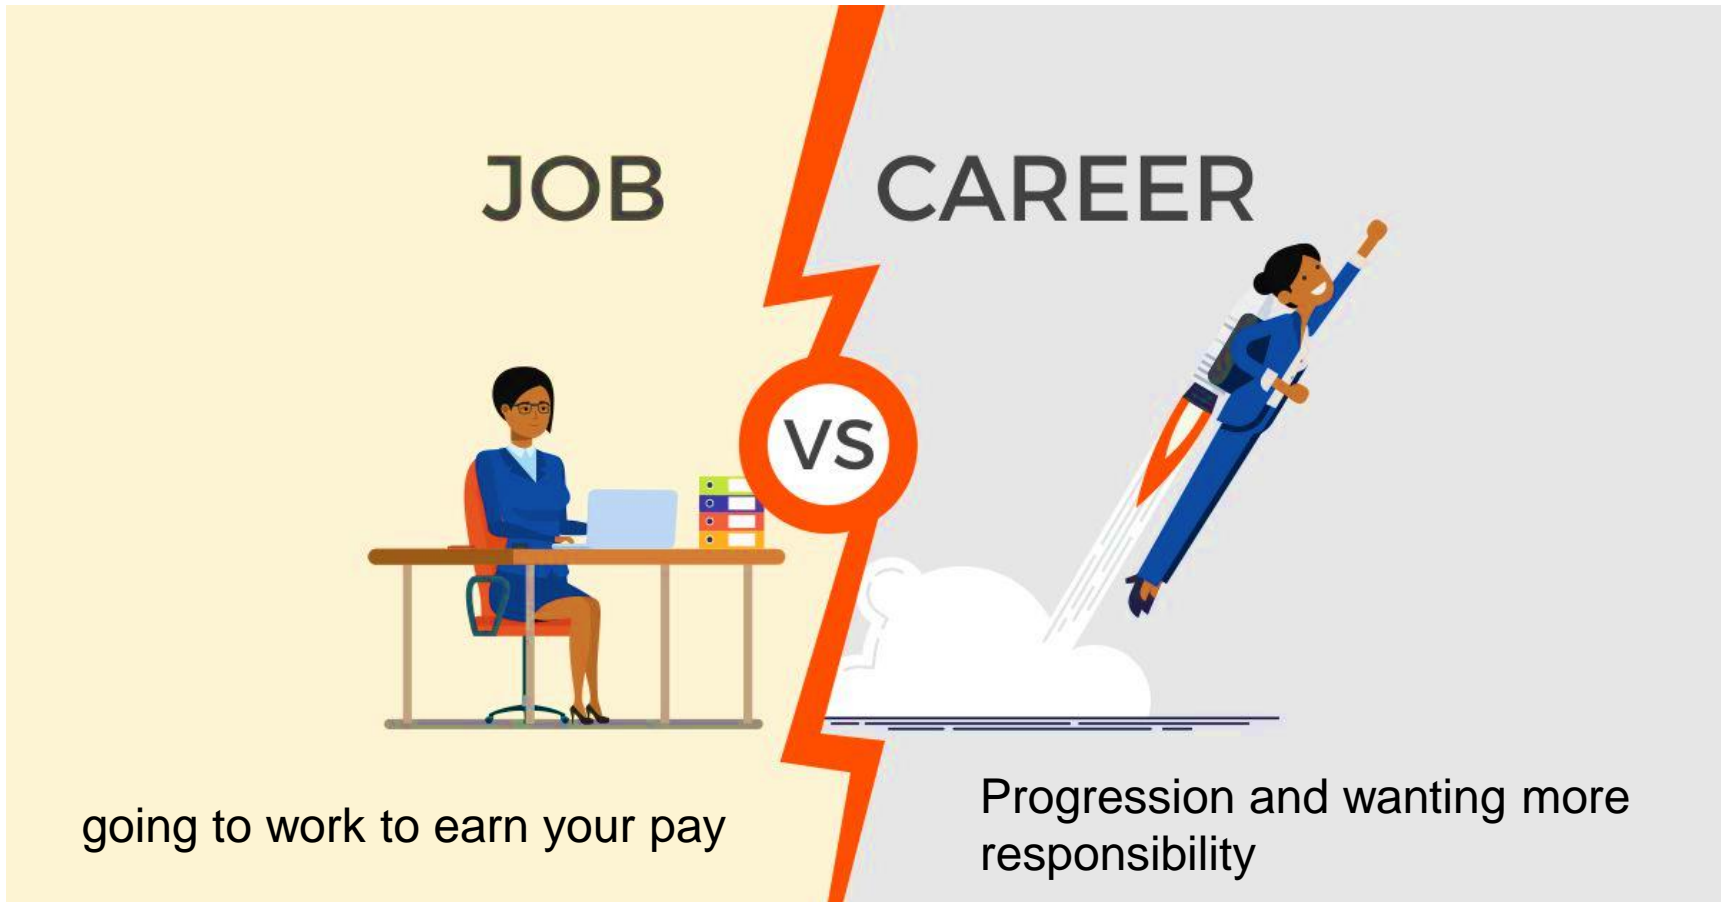 JOB
VS
CAREER
going to work to earn your pay
Progression and wanting more
responsibility